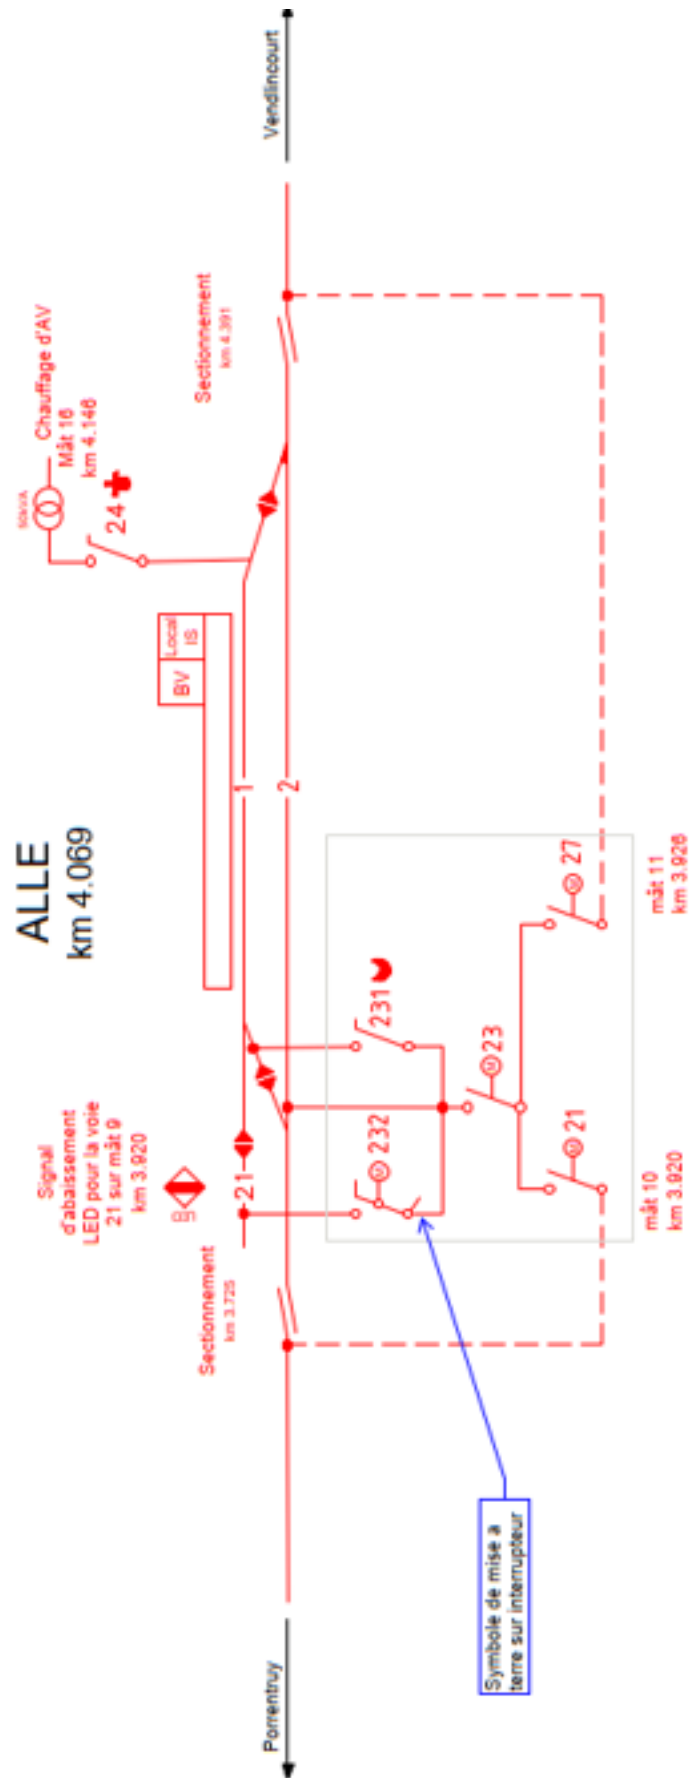 ALLE
km 4.069
Porrentruy
Vendlincourt
Signal
d'abaissement
LED pour la voie
21 sur mât 9
km 3.920
Sectionnement
km 3.725
21
1
2
BV
Local
IS
50kVA
Chauffage d'AV
Mât 16
km 4.146
24
Sectionnement
km 4.391
M
232
231
M
23
M
21
M
27
mât 10
km 3.920
mât 11
km 3.926
Symbole de mise a
terre sur interrupteur